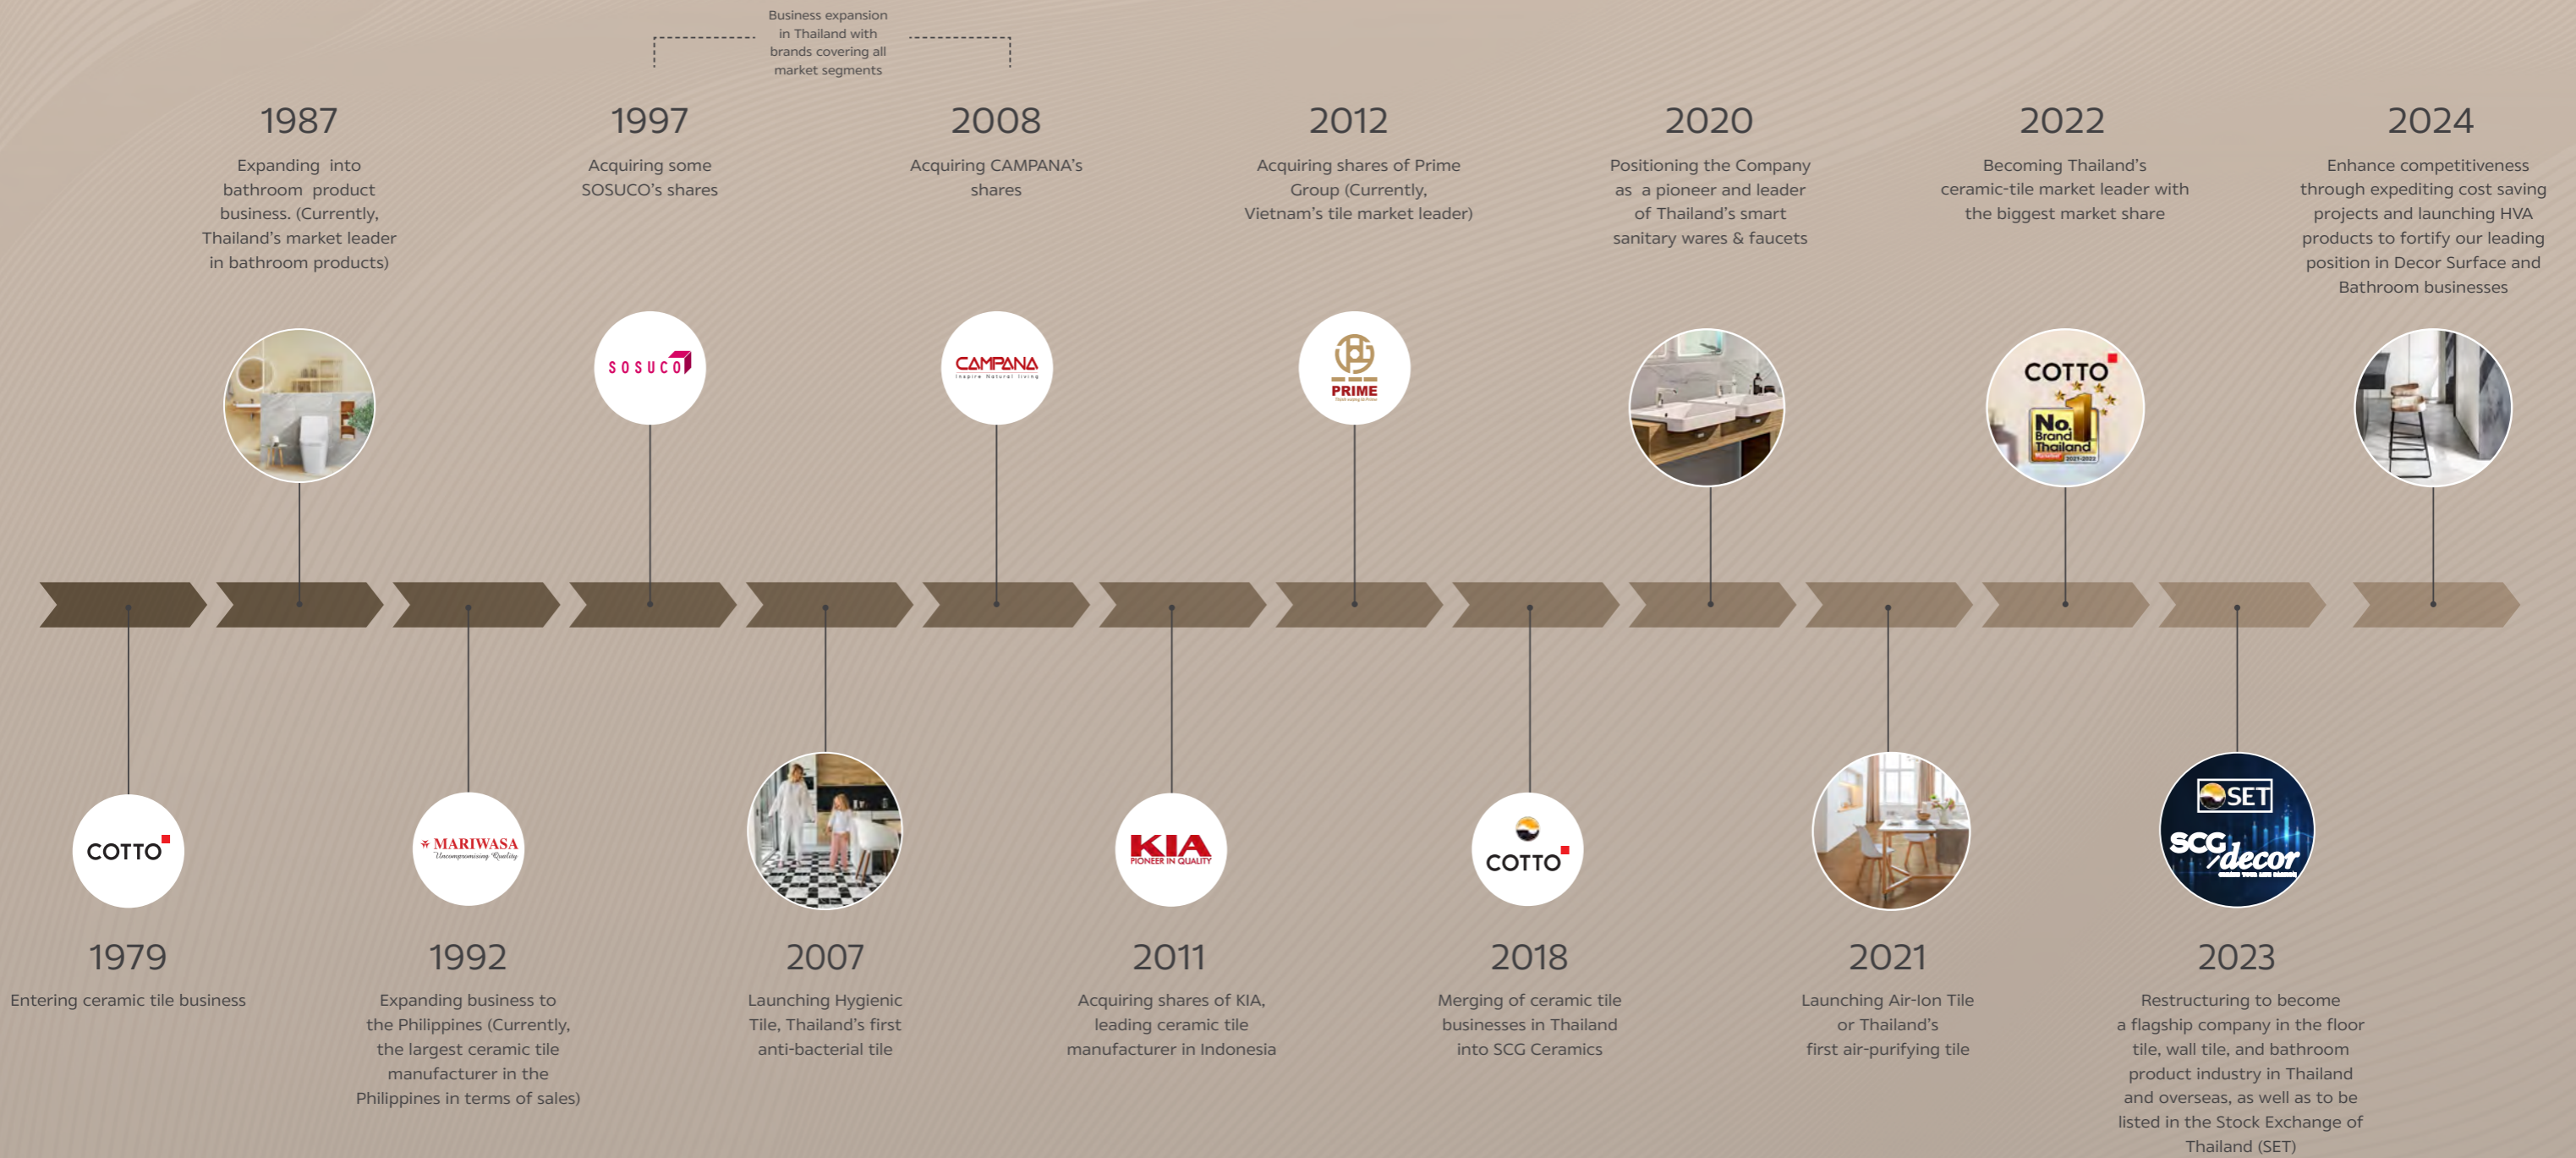 Business expansion
in Thailand with
brands covering all
market segments
1987
Expanding into
bathroom product
business. (Currently,
Thailand's market leader
in bathroom products)
1997
Acquiring some
SOSUCO's shares
SOSUCO
2008
Acquiring CAMPANA's
shares
CAMPANA
Inspire Natural living
2012
Acquiring shares of Prime
Group (Currently,
Vietnam's tile market leader)
PRIME
2020
Positioning the Company
as a pioneer and leader
of Thailand's smart
sanitary wares & faucets
2022
Becoming Thailand's
ceramic-tile market leader with
the biggest market share
COTTO
No.1
Brand
Thailand
2021-2022
2024
Enhance competitiveness
through expediting cost saving
projects and launching HVA
products to fortify our leading
position in Decor Surface and
Bathroom businesses
COTTO
1979
Entering ceramic tile business
MARIWASA
Uncompromising Quality
1992
Expanding business to
the Philippines (Currently,
the largest ceramic tile
manufacturer in the
Philippines in terms of sales)
2007
Launching Hygienic
Tile, Thailand's first
anti-bacterial tile
KIA
PIONEER IN QUALITY
2011
Acquiring shares of KIA,
leading ceramic tile
manufacturer in Indonesia
COTTO
2018
Merging of ceramic tile
businesses in Thailand
into SCG Ceramics
2021
Launching Air-Ion Tile
or Thailand's
first air-purifying tile
SET
SCG
decor
2023
Restructuring to become
a flagship company in the floor
tile, wall tile, and bathroom
product industry in Thailand
and overseas, as well as to be
listed in the Stock Exchange of
Thailand (SET)